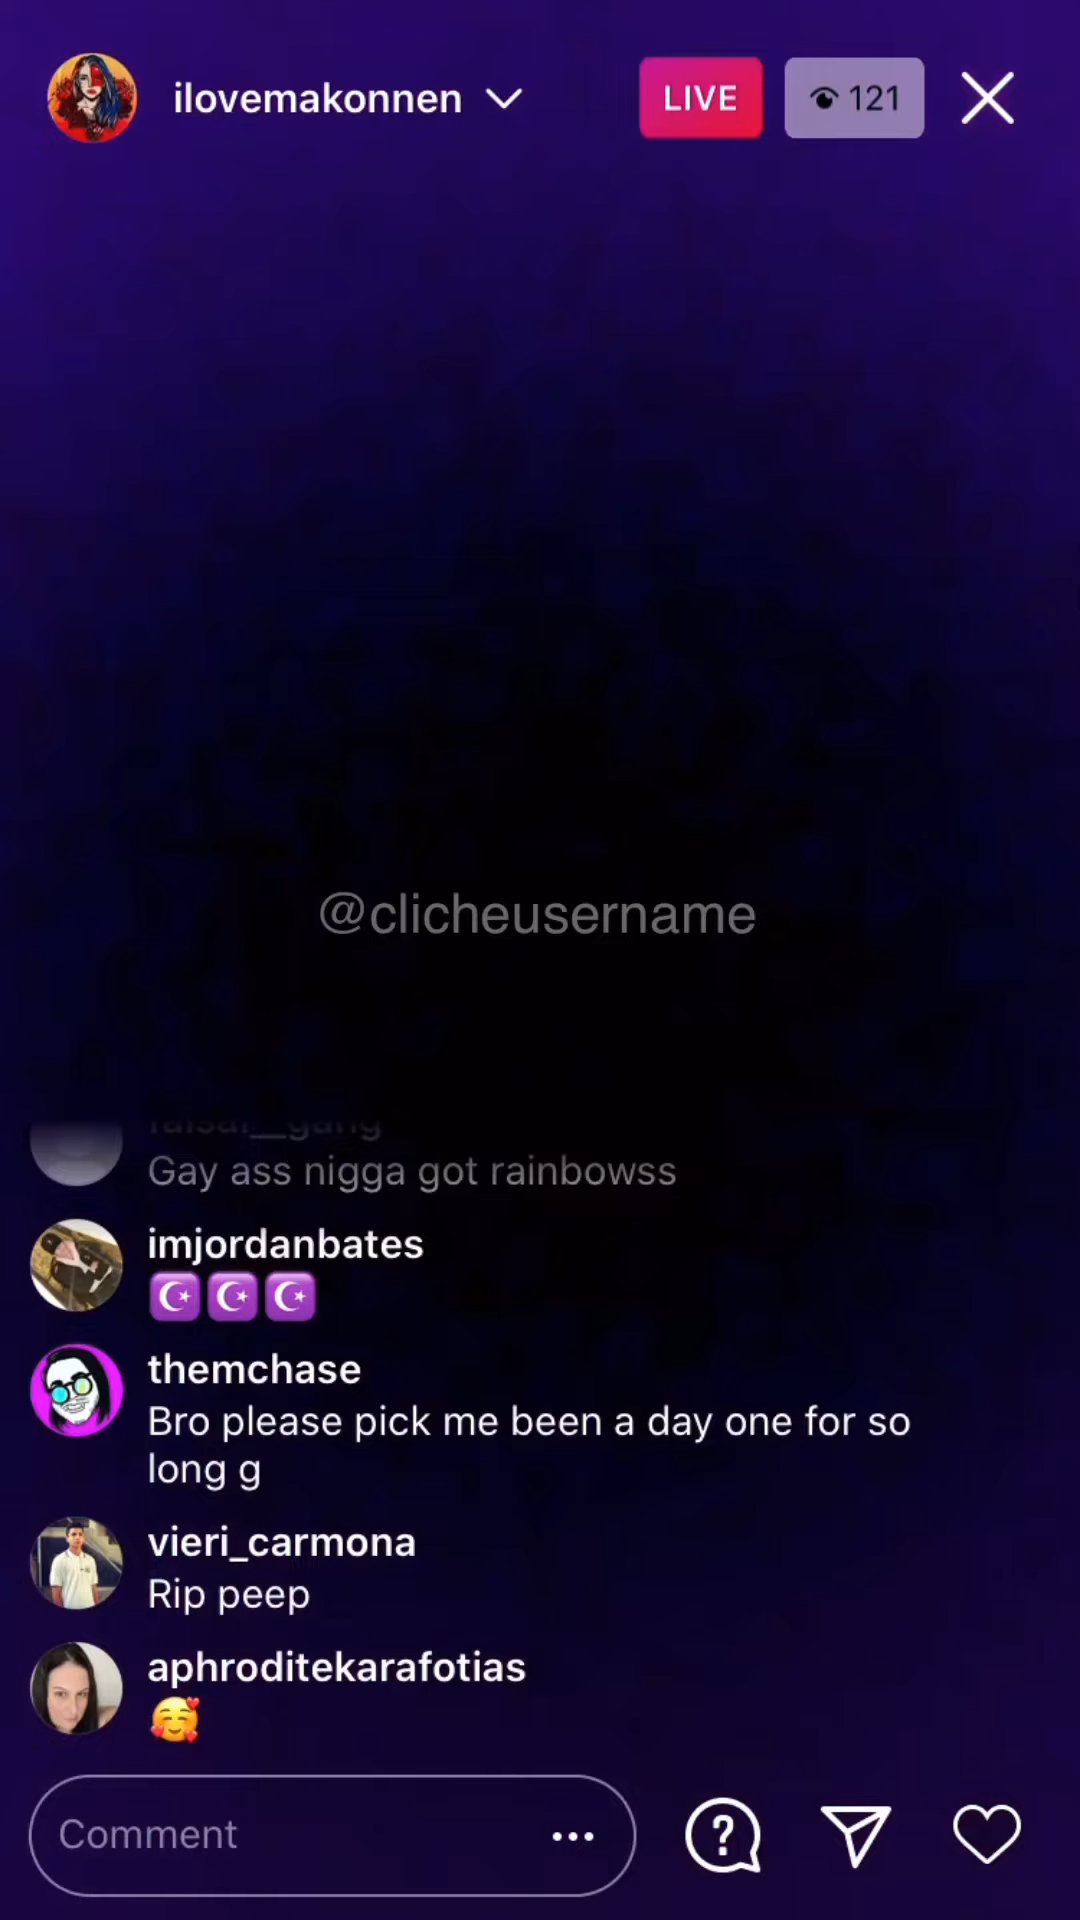 ilovemakonnen
LIVE
121
@clicheusername
Gay ass nigga got rainbowss
imjordanbates
☪️☪️☪️
themchase
Bro please pick me been a day one for so
long g
vieri_carmona
Rip peep
aphroditekarafotias
🥰
Comment